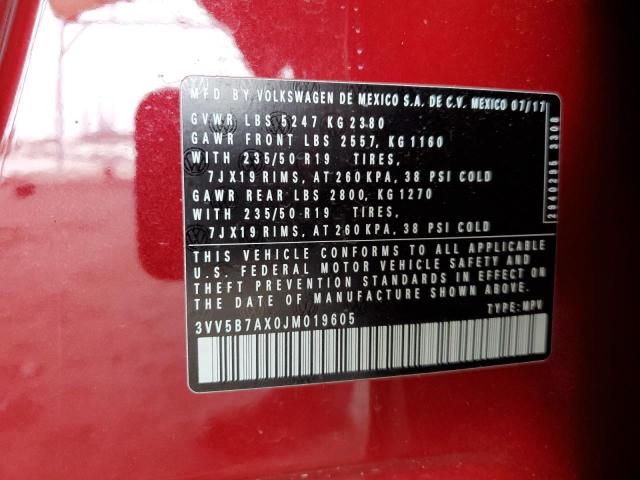 MFD BY VOLKSWAGEN DE MEXICO S.A. DE C.V. MEXICO 07/17
GVWR LBS 5247 KG 2380
GAWR FRONT LBS 2557, KG 1160
WITH 235/50 R19 TIRES,
7JX19 RIMS, AT 260 KPA, 38 PSI COLD
GAWR REAR LBS 2800, KG 1270
WITH 235/50 R19 TIRES,
7JX19 RIMS, AT 260 KPA, 38 PSI COLD
THIS VEHICLE CONFORMS TO ALL APPLICABLE
U.S. FEDERAL MOTOR VEHICLE SAFETY AND
THEFT PREVENTION STANDARDS IN EFFECT ON
THE DATE OF MANUFACTURE SHOWN ABOVE.
3VV5B7AX0JM019605 TYPE: MPV
2940295 3308